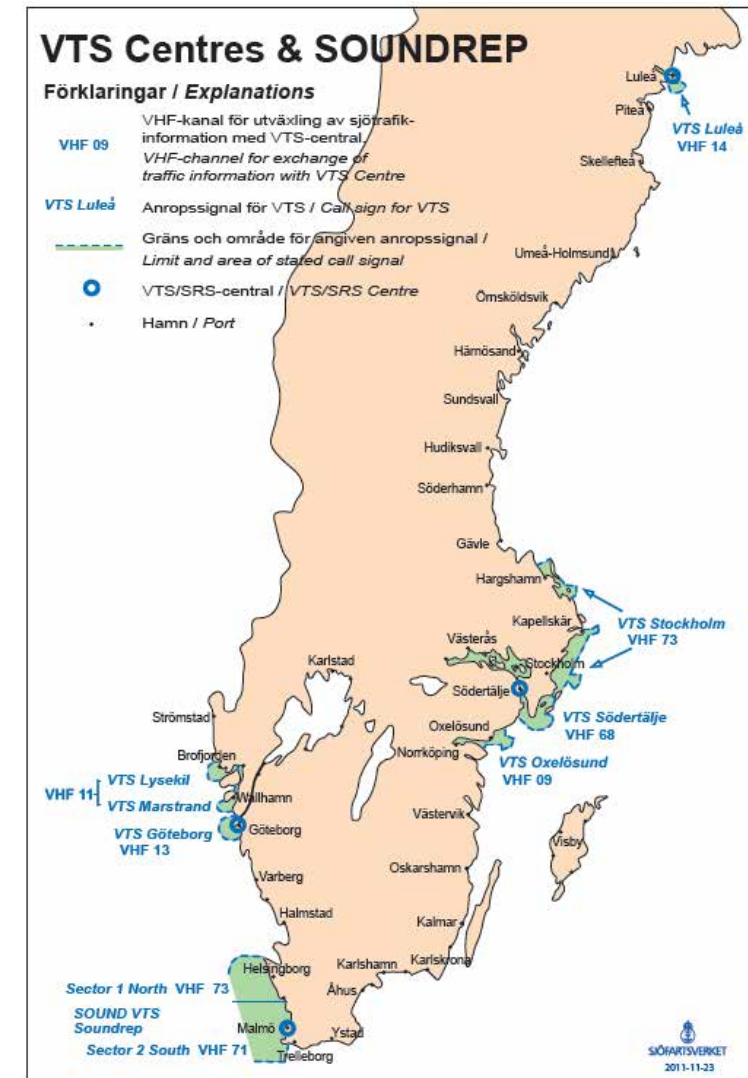 VTS Centres & SOUNDREP
Förklaringar / Explanations
VHF 09
VHF-kanal för utväxling av sjötrafik-
information med VTS-central.
VHF-channel for exchange of
traffic information with VTS Centre
VTS Luleå
Anropssignal för VTS / Call sign for VTS
Gräns och område för angiven anropssignal /
Limit and area of stated call signal
VTS/SRS-central / VTS/SRS Centre
Hamn / Port
Luleå
VTS Luleå
VHF 14
Piteå
Skellefteå
Umeå-Holmsund
Örnsköldsvik
Härnösand
Sundsvall
Hudiksvall
Söderhamn
Gävle
Hargshamn
Kapellskär
VTS Stockholm
VHF 73
Västerås
Stockholm
Karlstad
Södertälje
Strömstad
VTS Södertälje
VHF 68
Oxelösund
Norrköping
VTS Oxelösund
VHF 09
Brofjorden
VHF 11
VTS Lysekil
VTS Marstrand
Wallhamn
VTS Göteborg
VHF 13
Göteborg
Västervik
Visby
Oskarshamn
Varberg
Halmstad
Kalmar
Helsingborg
Karlshamn
Karlskrona
Sector 1 North VHF 73
Åhus
SOUND VTS
Soundrep
Malmö
Ystad
Sector 2 South VHF 71
Trelleborg
SJÖFARTSVERKET
2011-11-23